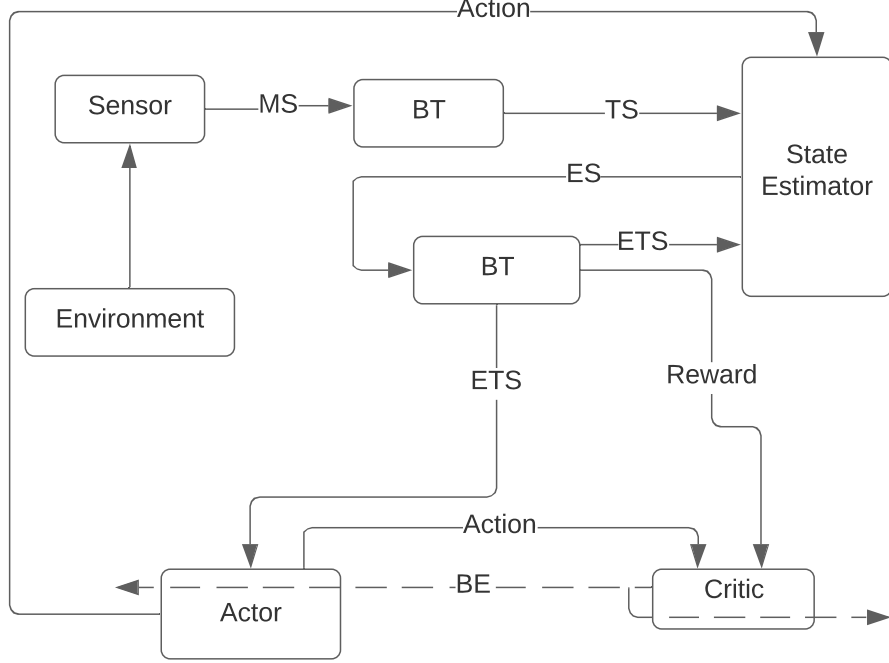 Action
Sensor
MS
BT
TS
State
Estimator
ES
ETS
BT
Environment
ETS
Reward
Action
BE
Critic
Actor